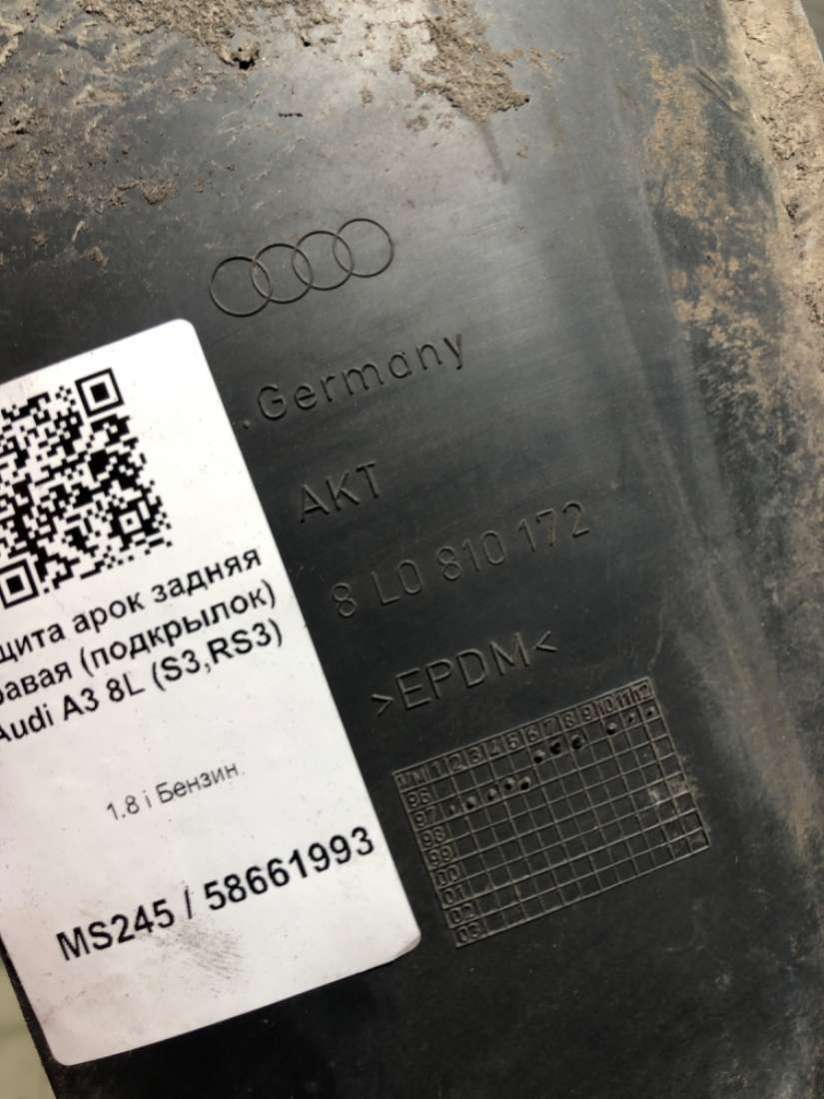 ..Germany
AKT
8 L0 810 172
>EPDM<
1 2 3 4 5 6 7 8 9 10 11 12
96
97
98
99
00
01
02
03
щита арок задняя
равая (подкрылок)
Audi A3 8L (S3,RS3)
1.8 i Бензин.
MS245 / 58661993